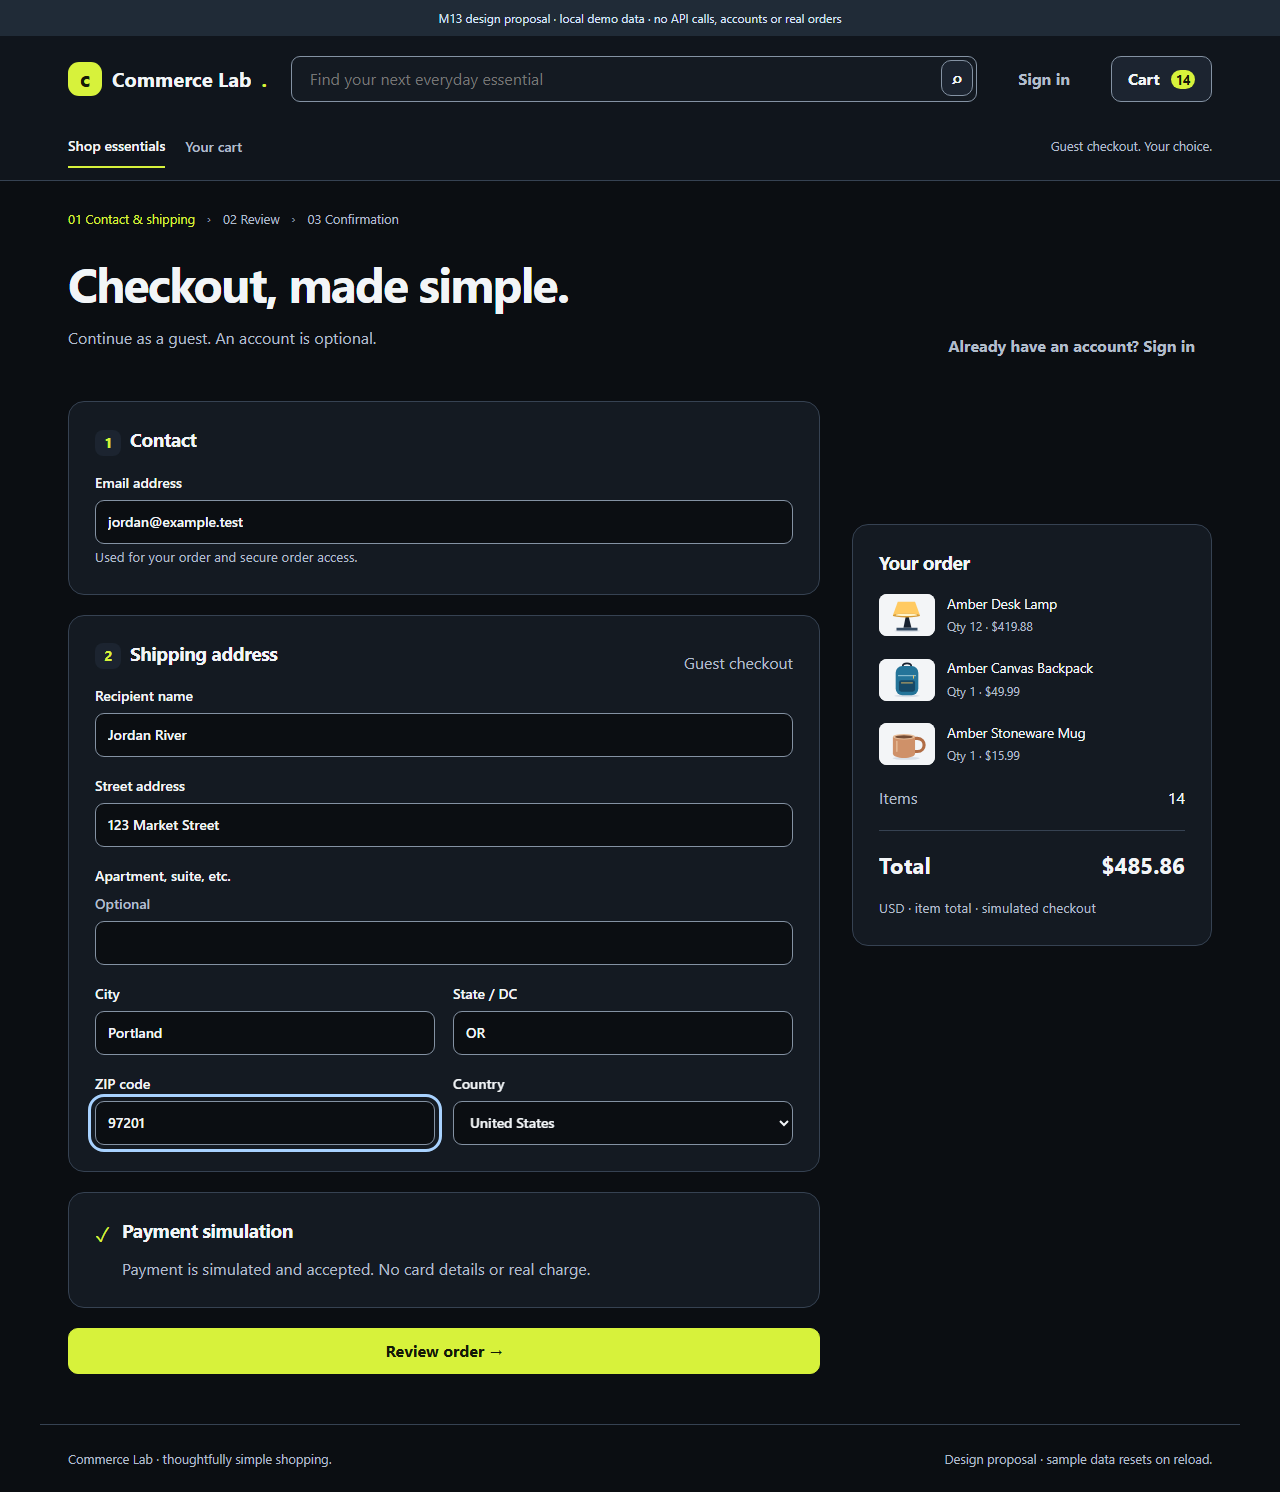 M13 design proposal · local demo data · no API calls, accounts or real orders
c Commerce Lab .
Find your next everyday essential
Sign in
Cart 14
Shop essentials
Your cart
Guest checkout. Your choice.
01 Contact & shipping › 02 Review › 03 Confirmation
Checkout, made simple.
Continue as a guest. An account is optional.
Already have an account? Sign in
1 Contact
Email address
jordan@example.test
Used for your order and secure order access.
2 Shipping address
Guest checkout
Recipient name
Jordan River
Street address
123 Market Street
Apartment, suite, etc.
Optional
City
Portland
State / DC
OR
ZIP code
97201
Country
United States
✓ Payment simulation
Payment is simulated and accepted. No card details or real charge.
Review order →
Your order
Amber Desk Lamp
Qty 12 · $419.88
Amber Canvas Backpack
Qty 1 · $49.99
Amber Stoneware Mug
Qty 1 · $15.99
Items 14
Total $485.86
USD · item total · simulated checkout
Commerce Lab · thoughtfully simple shopping.
Design proposal · sample data resets on reload.